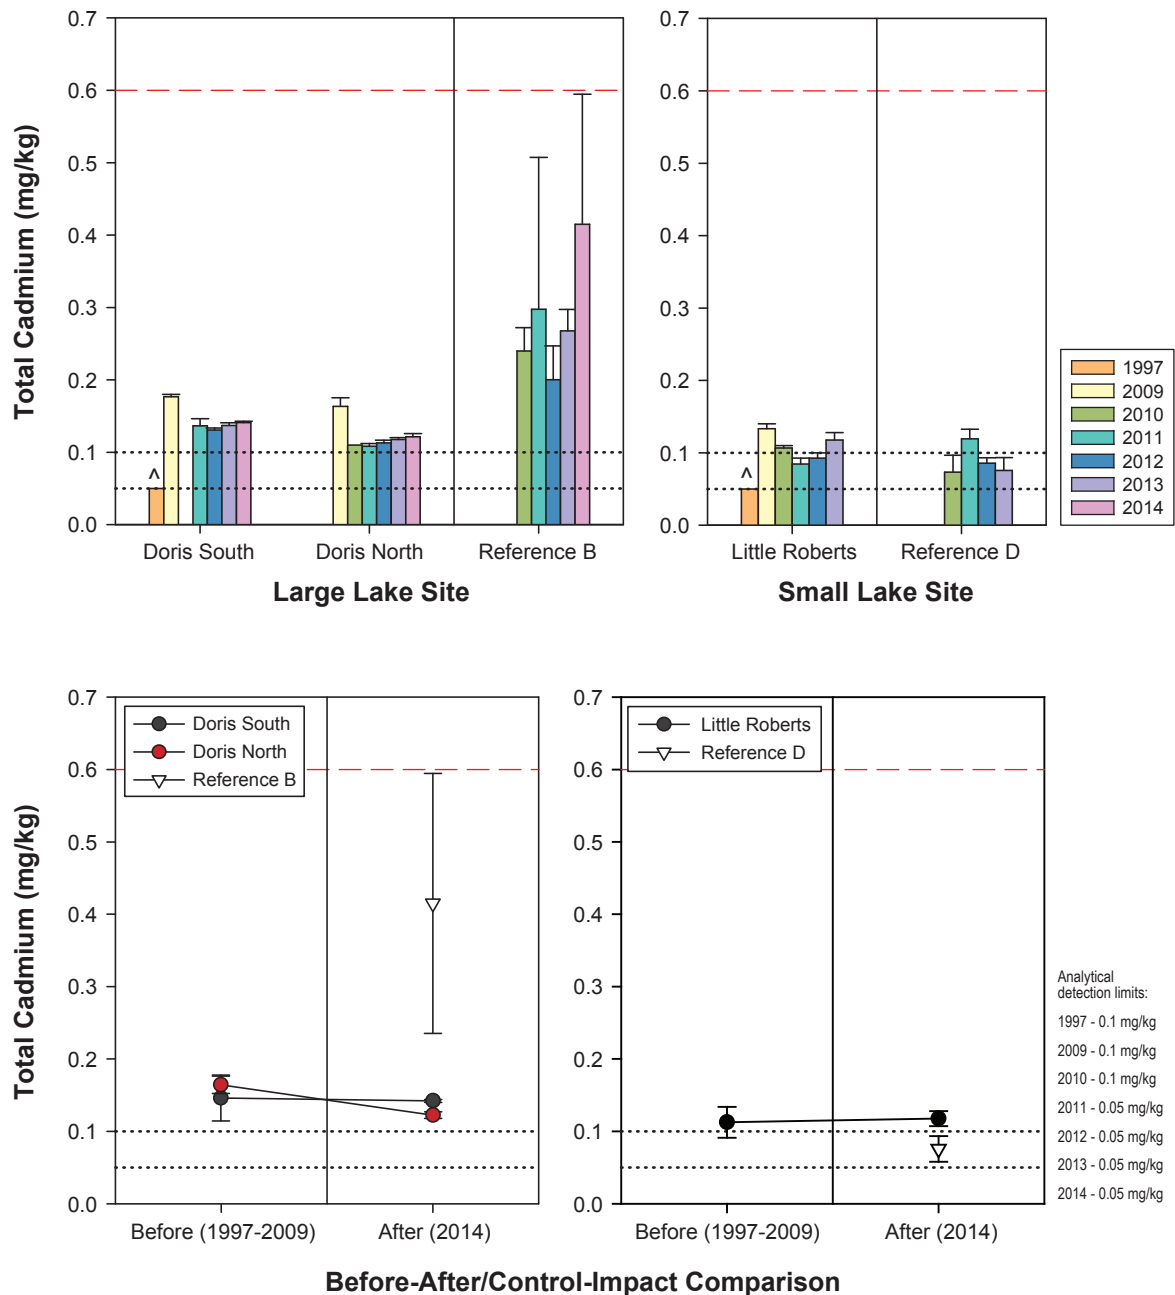 0.7
0.6
0.5
0.4
0.3
0.2
0.1
0.0
Total Cadmium (mg/kg)
^
Doris South
Doris North
Reference B
Large Lake Site
0.7
0.6
0.5
0.4
0.3
0.2
0.1
0.0
^
Little Roberts
Reference D
Small Lake Site
1997
2009
2010
2011
2012
2013
2014
0.7
0.6
0.5
0.4
0.3
0.2
0.1
0.0
Total Cadmium (mg/kg)
Doris South
Doris North
Reference B
Before (1997-2009)
After (2014)
0.7
0.6
0.5
0.4
0.3
0.2
0.1
0.0
Little Roberts
Reference D
Before (1997-2009)
After (2014)
Before-After/Control-Impact Comparison
Analytical
detection limits:
1997 - 0.1 mg/kg
2009 - 0.1 mg/kg
2010 - 0.1 mg/kg
2011 - 0.05 mg/kg
2012 - 0.05 mg/kg
2013 - 0.05 mg/kg
2014 - 0.05 mg/kg